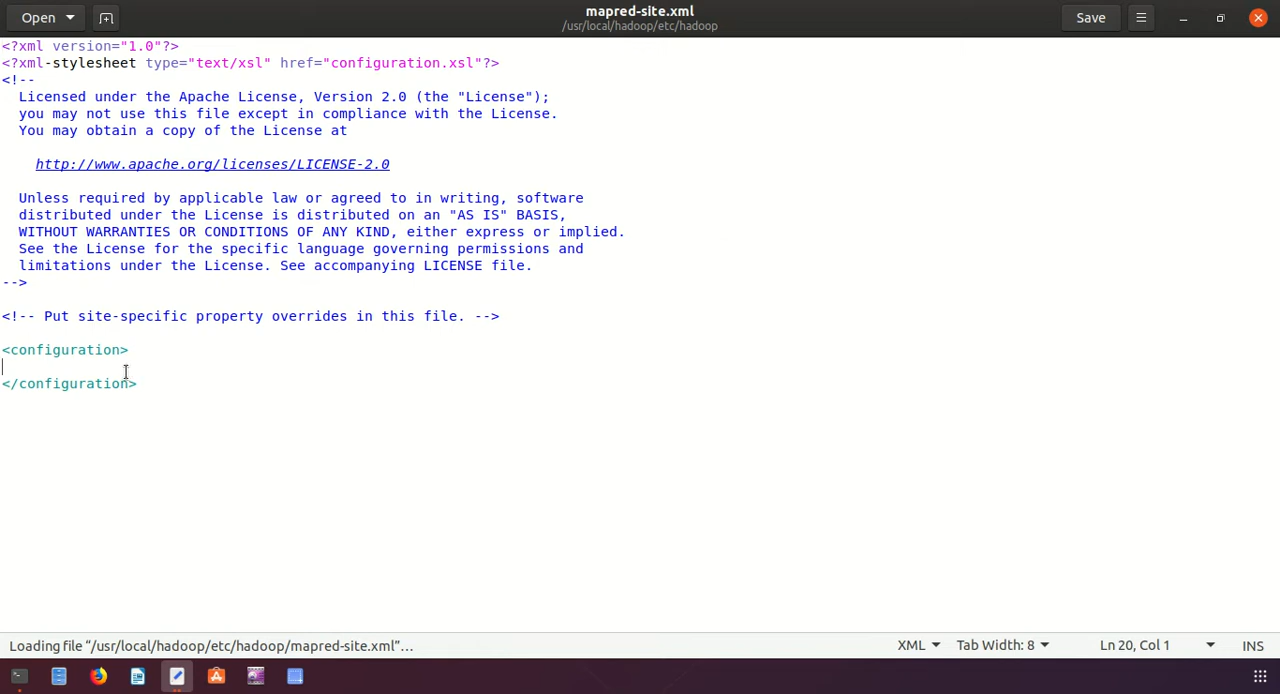 Open
mapred-site.xml
/usr/local/hadoop/etc/hadoop
Save
<?xml version="1.0"?>
<?xml-stylesheet type="text/xsl" href="configuration.xsl"?>
<!--
  Licensed under the Apache License, Version 2.0 (the "License");
  you may not use this file except in compliance with the License.
  You may obtain a copy of the License at

    http://www.apache.org/licenses/LICENSE-2.0

  Unless required by applicable law or agreed to in writing, software
  distributed under the License is distributed on an "AS IS" BASIS,
  WITHOUT WARRANTIES OR CONDITIONS OF ANY KIND, either express or implied.
  See the License for the specific language governing permissions and
  limitations under the License. See accompanying LICENSE file.
-->

<!-- Put site-specific property overrides in this file. -->

<configuration>

</configuration>
Loading file “/usr/local/hadoop/etc/hadoop/mapred-site.xml”…
XML
Tab Width: 8
Ln 20, Col 1
INS